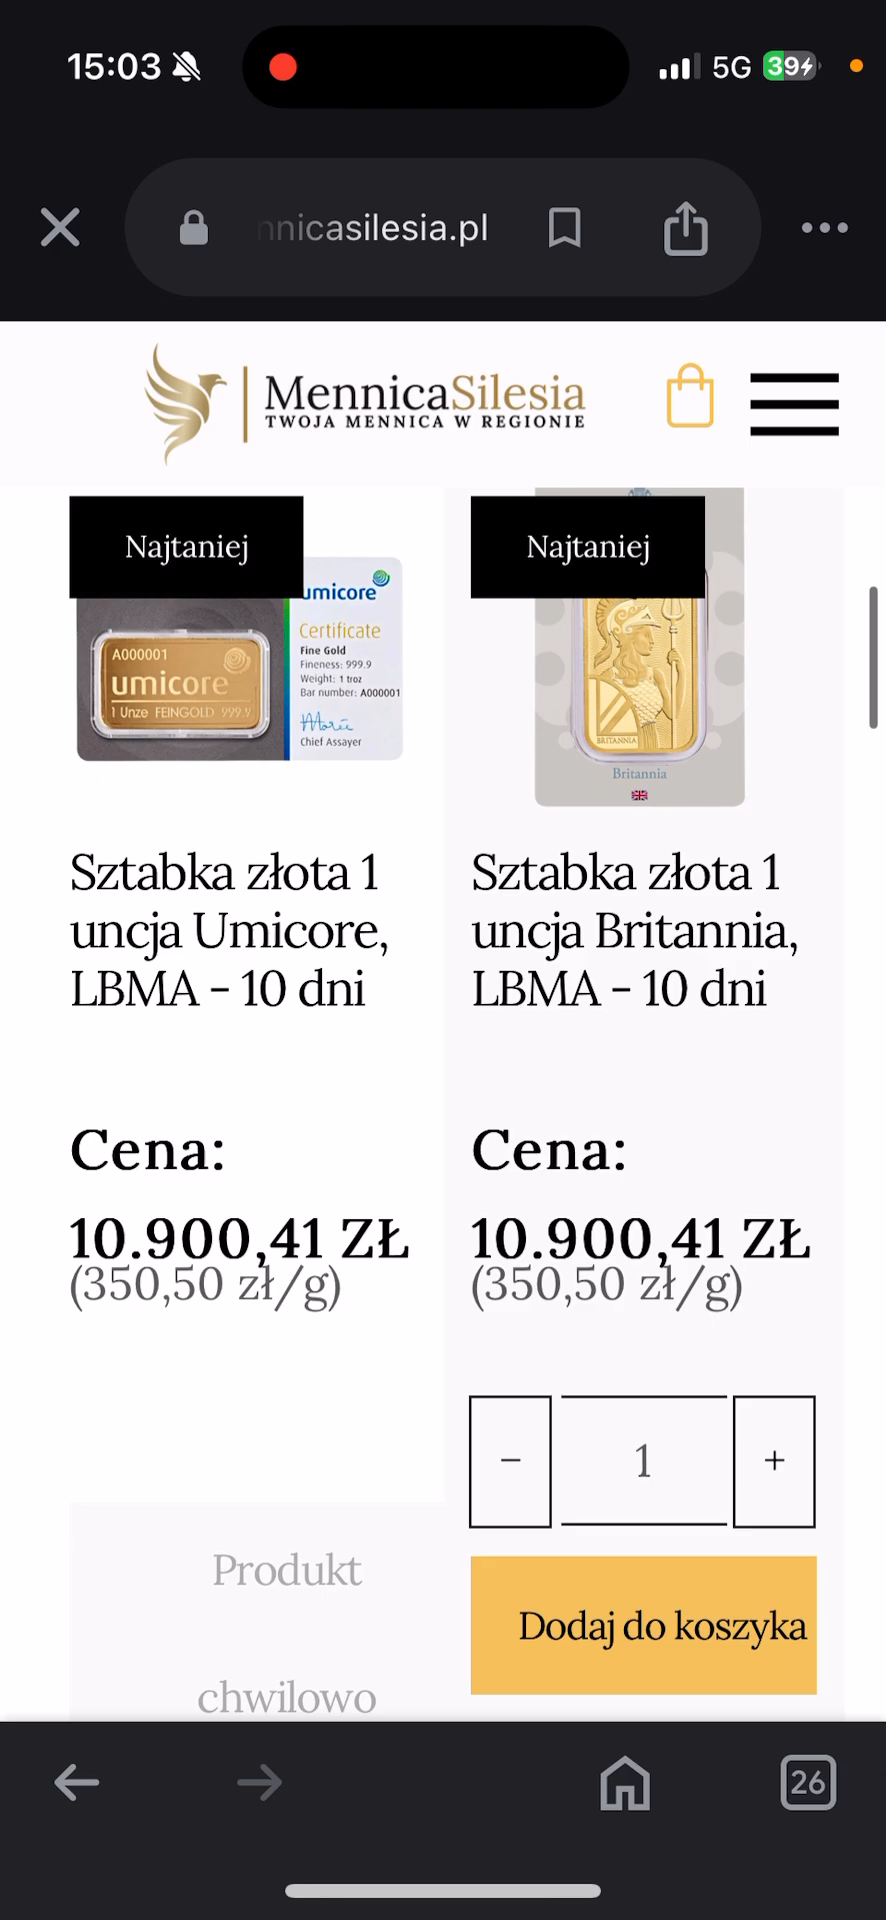 15:03
5G
39
nnicasilesia.pl
MennicaSilesia
TWOJA MENNICA W REGIONIE
Najtaniej
umicore
Certificate
Fine Gold
Fineness: 999.9
Weight: 1 troz
Bar number: A000001
Chief Assayer
A000001
umicore
1 Unze FEINGOLD 999.9
Najtaniej
BRITANNIA
Britannia
Sztabka złota 1
uncja Umicore,
LBMA - 10 dni
Cena:
10.900,41 ZŁ
(350,50 zł/g)
Produkt
chwilowo
Sztabka złota 1
uncja Britannia,
LBMA - 10 dni
Cena:
10.900,41 ZŁ
(350,50 zł/g)
− 1 +
Dodaj do koszyka
26